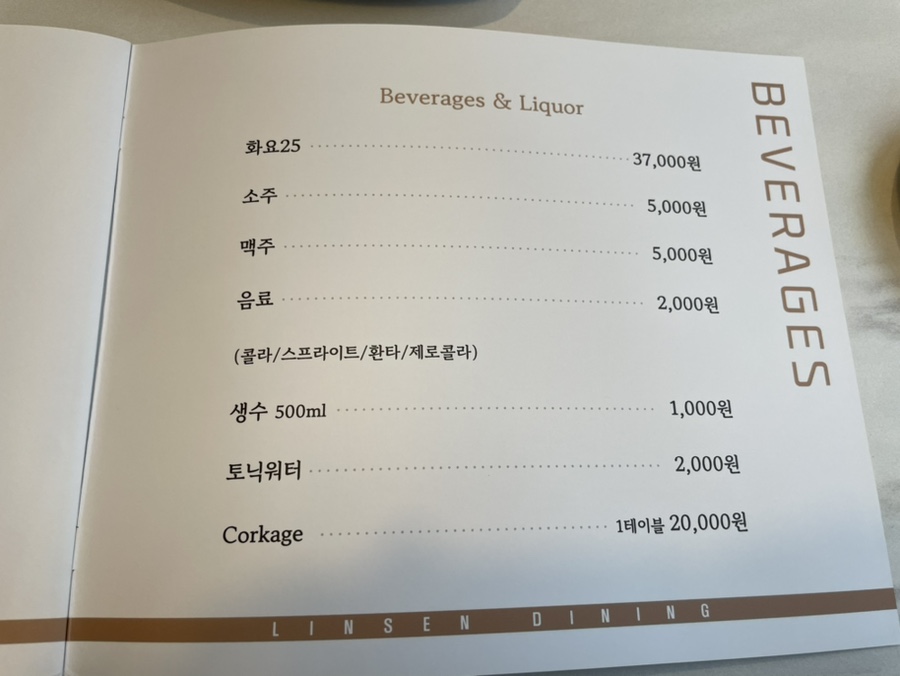 Beverages & Liquor
화요25 37,000원
소주 5,000원
맥주 5,000원
음료 2,000원
(콜라/스프라이트/환타/제로콜라)
생수 500ml 1,000원
토닉워터 2,000원
Corkage 1테이블 20,000원
BEVERAGES
LINSEN DINING